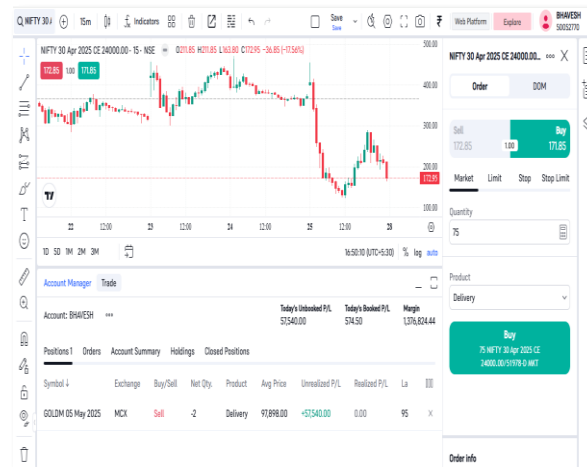 NIFTY 30 A 15m Indicators Save Save ₹ Web Platform Explore BHAVESH 50052770
NIFTY 30 Apr 2025 CE 24000.00 - 15 - NSE O211.85 H211.85 L163.80 C172.95 -36.85 (-17.56%)
172.85 1.00 171.85
500.00
400.00
300.00
200.00
172.95
100.00
22 12:00 23 12:00 24 12:00 25 12:00 28
1D 5D 1M 2M 3M 16:50:10 (UTC+5:30) % log auto
Account Manager Trade
Account: BHAVESH
Today's Unbooked P/L Today's Booked P/L Margin
57,540.00 574.50 1,376,824.44
Positions 1 Orders Account Summary Holdings Closed Positions
Symbol ↓ Exchange Buy/Sell Net Qty. Product Avg Price Unrealized P/L Realized P/L La
GOLDM 05 May 2025 MCX Sell -2 Delivery 97,898.00 +57,540.00 0.00 95
NIFTY 30 Apr 2025 CE 24000.00...
Order DOM
Sell Buy
172.85 1.00 171.85
Market Limit Stop Stop Limit
Quantity
75
Product
Delivery
Buy
75 NIFTY 30 Apr 2025 CE
24000.00/51978-D MKT
Order info